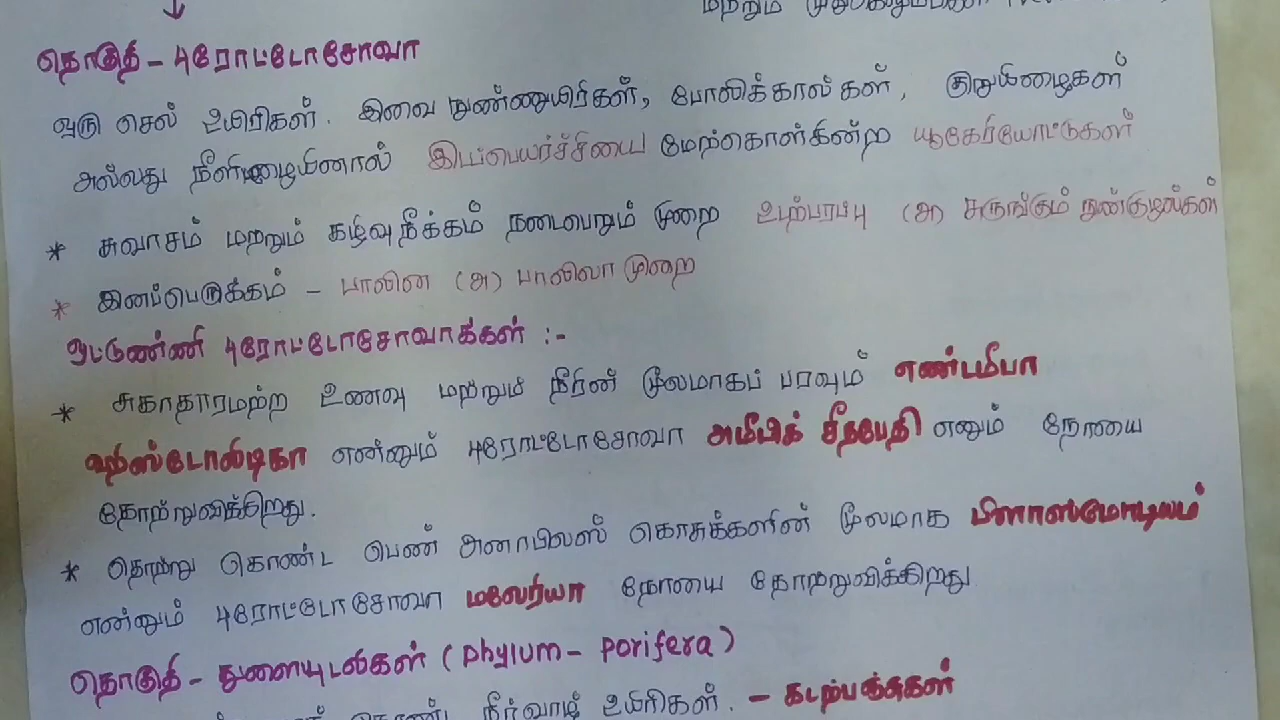 மற்றும்
தொகுதி - புரோட்டோசோவா
ஒரு செல் உயிரிகள். இவை நுண்ணுயிரிகள், போலிக்கால்கள், குறுயிழைகள்
அல்லது நீளிழையினால் இடப்பெயர்ச்சியை மேற்கொள்கின்ற யூகேரியோட்டுகள்
* சுவாசம் மற்றும் கழிவுநீக்கம் நடைபெறும் முறை உடற்பரப்பு (அ) சுருங்கும் நுண்குழல்கள்
* இனப்பெருக்கம் - பாலின (அ) பாலிலா முறை
ஒட்டுண்ணி புரோட்டோசோவாக்கள் :-
* சுகாதாரமற்ற உணவு மற்றும் நீரின் மூலமாகப் பரவும் எண்டமீபா
ஹிஸ்டோலிடிகா என்னும் புரோட்டோசோவா அமீபிக் சீதபேதி எனும் நோயை
தோற்றுவிக்கிறது.
* தொற்று கொண்ட பெண் அனாபிலஸ் கொசுக்களின் மூலமாக பிளாஸ்மோடியம்
என்னும் புரோட்டோசோவா மலேரியா நோயை தோற்றுவிக்கிறது
தொகுதி - துளையுடலிகள் (phylum - porifera)
நீர்வாழ் உயிரிகள். - கடற்பஞ்சுகள்